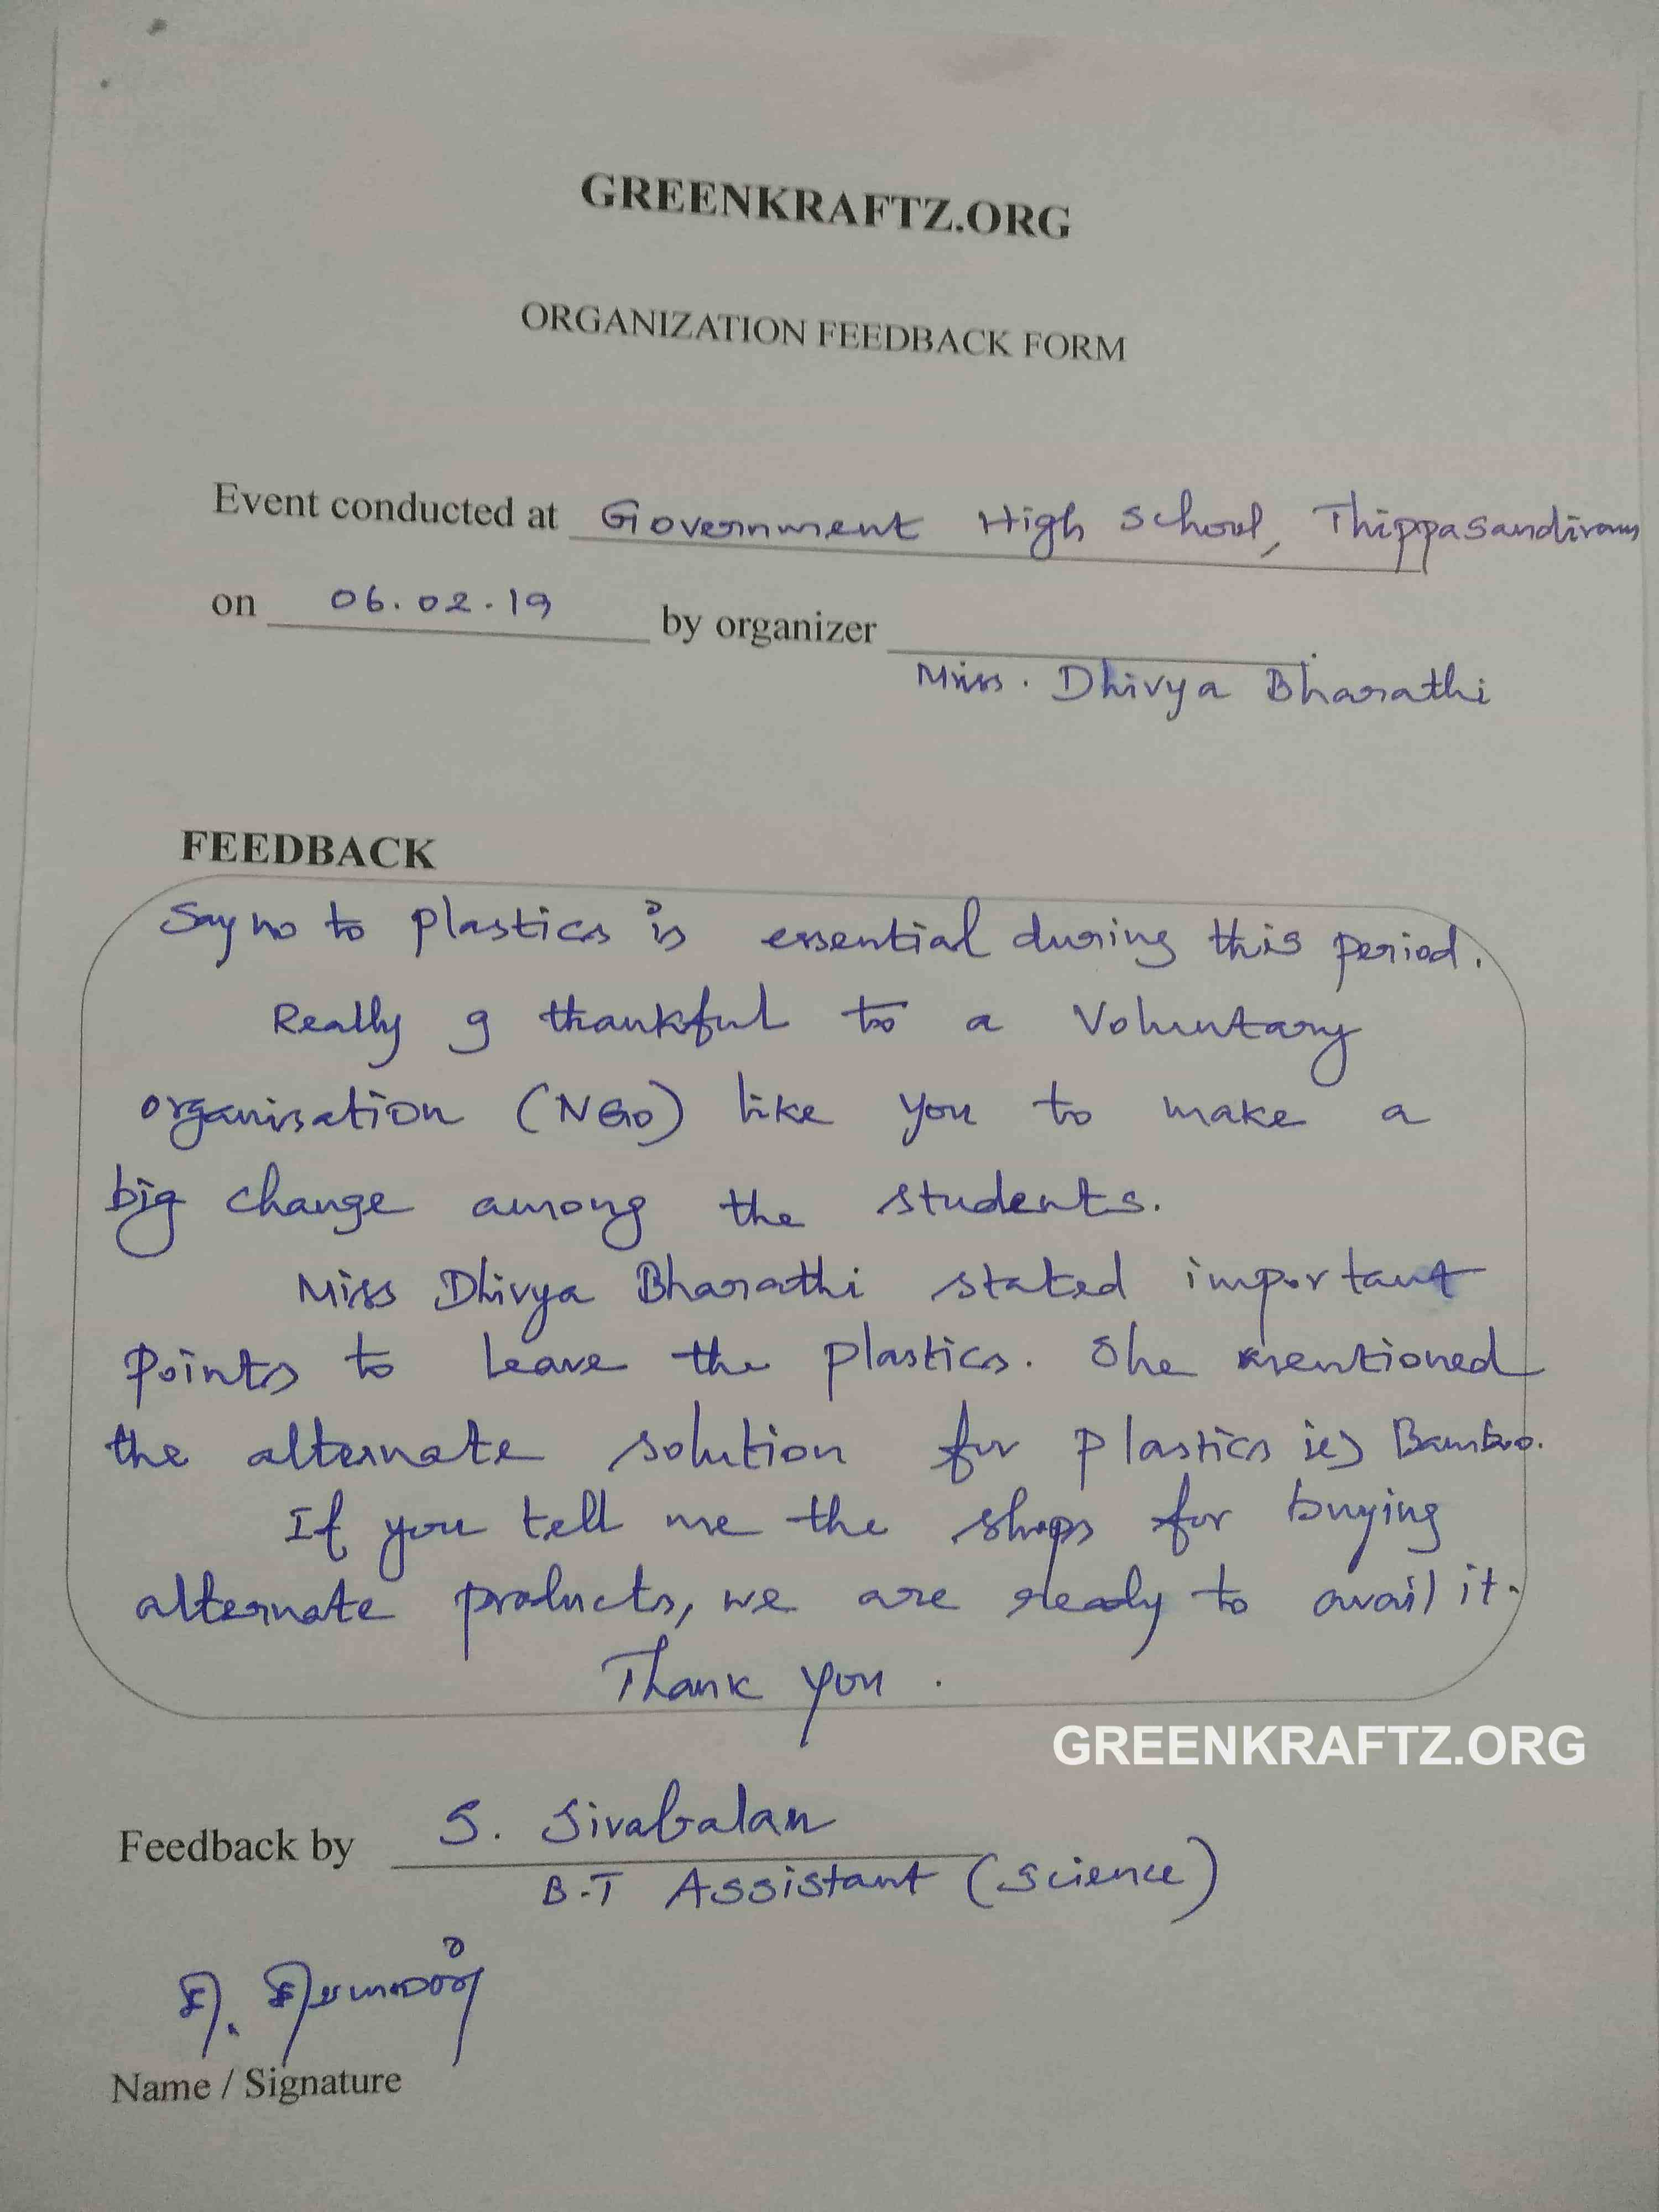 GREENKRAFTZ.ORG
ORGANIZATION FEEDBACK FORM
Event conducted at Government High School, Thippasandiram
on 06.02.19 by organizer
Miss. Dhivya Bharathi
FEEDBACK
Say no to plastics is essential during this period.
Really I thankful to a Voluntary
organisation (NGO) like you to make a
big change among the students.
Miss Dhivya Bharathi stated important
points to leave the plastics. She mentioned
the alternate solution for plastics ie) Bamboo.
If you tell me the shops for buying
alternate products, we are ready to avail it.
Thank you.
GREENKRAFTZ.ORG
Feedback by S. Sivabalan
B.T Assistant (Science)
Name / Signature